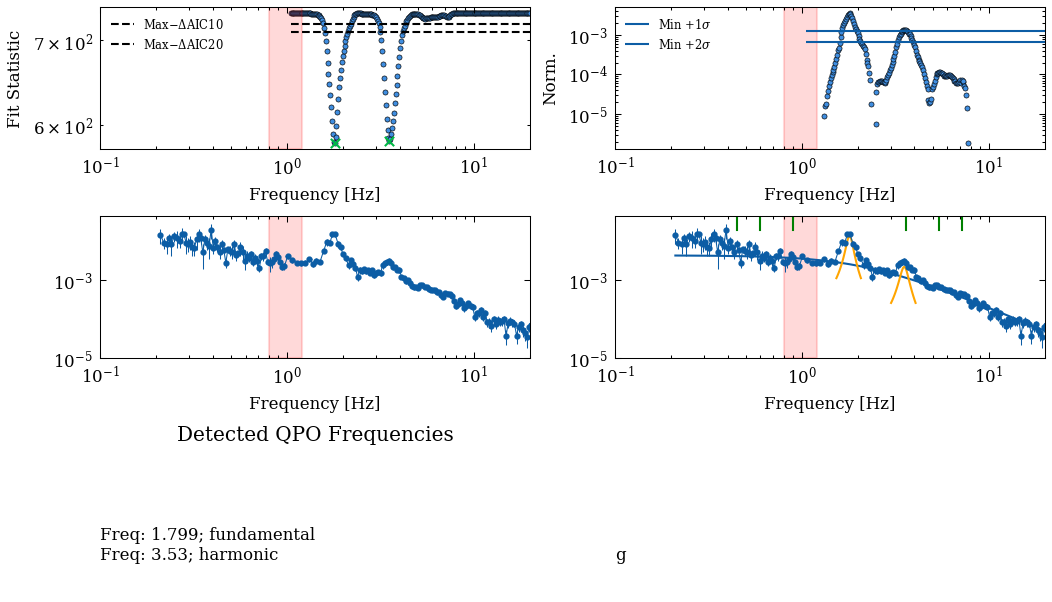 Fit Statistic
7 × 10²
6 × 10²
Max−ΔAIC10
Max−ΔAIC20
10⁻¹ 10⁰ 10¹
Frequency [Hz]
Norm.
10⁻³
10⁻⁴
10⁻⁵
Min +1σ
Min +2σ
10⁻¹ 10⁰ 10¹
Frequency [Hz]
10⁻³
10⁻⁵
10⁻¹ 10⁰ 10¹
Frequency [Hz]
10⁻³
10⁻⁵
10⁻¹ 10⁰ 10¹
Frequency [Hz]
Detected QPO Frequencies
Freq: 1.799; fundamental
Freq: 3.53; harmonic
g